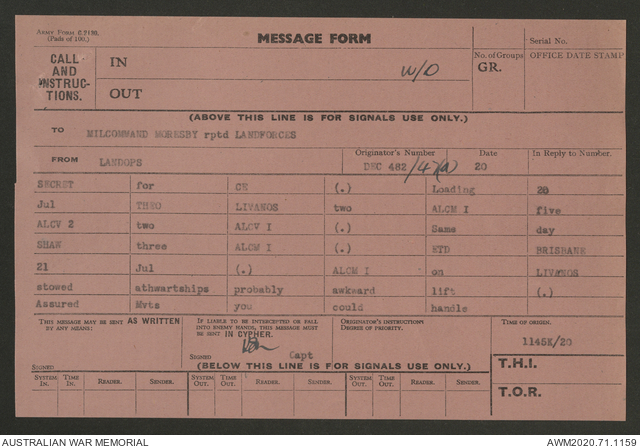 Army Form C.2130.
(Pads of 100.)
MESSAGE FORM
Serial No.
CALL AND INSTRUC- TIONS.
IN
W/O
OUT
No. of Groups
GR.
OFFICE DATE STAMP
(ABOVE THIS LINE IS FOR SIGNALS USE ONLY.)
TO MILCOMMAND MORESBY rptd LANDFORCES
FROM LANDOPS
Originator's Number DEC 482
Date 20
In Reply to Number.
SECRET for CE (.) Loading 20
Jul THEO LIVANOS two ALCM I five
ALCV 2 two ALCV I (.) Same day
SHAW three ALCM I (.) ETD BRISBANE
21 Jul (.) ALCM I on LIVANOS
stowed athwartships probably awkward lift (.)
Assured Mvts you could handle
THIS MESSAGE MAY BE SENT AS WRITTEN BY ANY MEANS:
SIGNED
IF LIABLE TO BE INTERCEPTED OR FALL INTO ENEMY HANDS, THIS MESSAGE MUST BE SENT IN CYPHER.
SIGNED Capt
ORIGINATOR'S INSTRUCTIONS DEGREE OF PRIORITY.
TIME OF ORIGIN.
1145K/20
(BELOW THIS LINE IS FOR SIGNALS USE ONLY.)
T.H.I.
SYSTEM IN. TIME IN. READER. SENDER. SYSTEM OUT. TIME OUT. READER. SENDER. SYSTEM OUT. TIME OUT. READER. SENDER.
T.O.R.
AUSTRALIAN WAR MEMORIAL AWM2020.71.1159